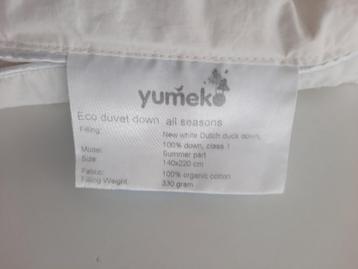 yumeko
Eco duvet down all seasons
Filling: New white Dutch duck down,
100% down, class 1
Model: Summer part
Size: 140x220 cm
Fabric: 100% organic cotton
Filling Weight: 330 gram